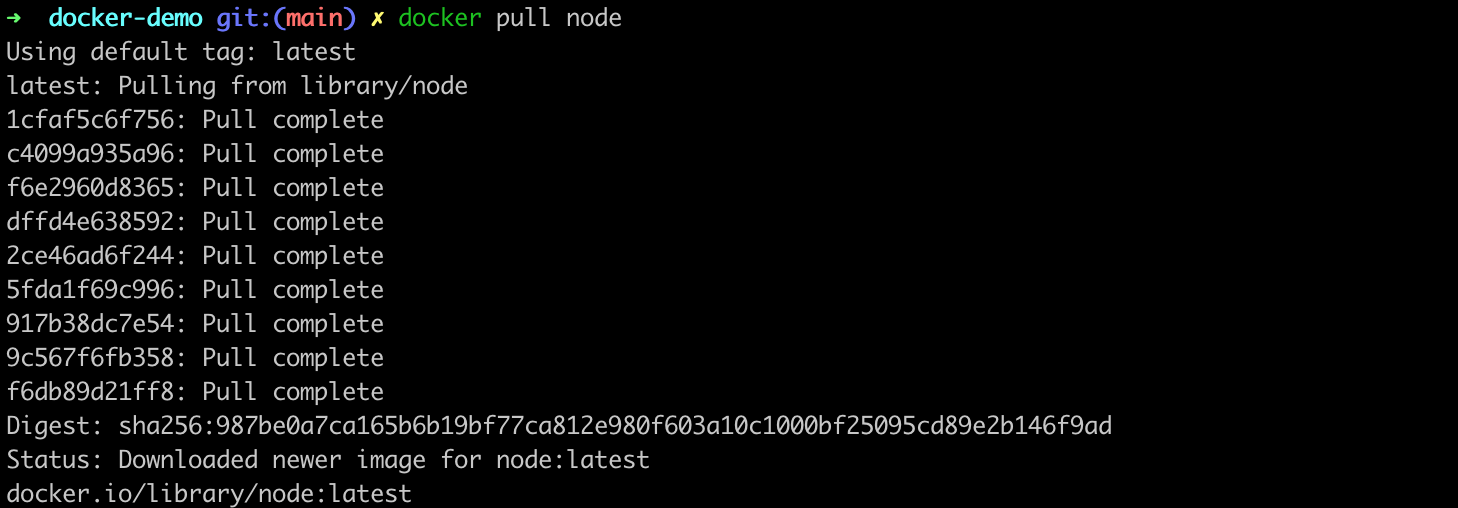 ➜  docker-demo git:(main) ✗ docker pull node
Using default tag: latest
latest: Pulling from library/node
1cfaf5c6f756: Pull complete
c4099a935a96: Pull complete
f6e2960d8365: Pull complete
dffd4e638592: Pull complete
2ce46ad6f244: Pull complete
5fda1f69c996: Pull complete
917b38dc7e54: Pull complete
9c567f6fb358: Pull complete
f6db89d21ff8: Pull complete
Digest: sha256:987be0a7ca165b6b19bf77ca812e980f603a10c1000bf25095cd89e2b146f9ad
Status: Downloaded newer image for node:latest
docker.io/library/node:latest